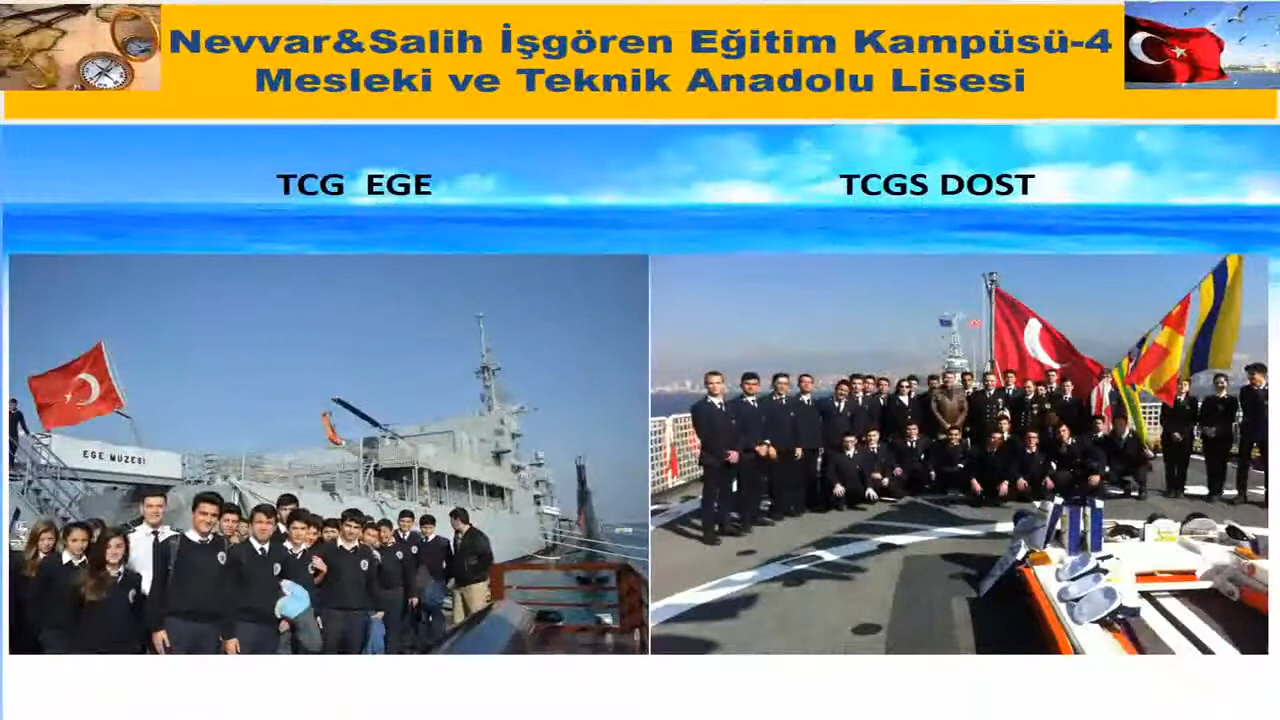 Nevvar&Salih İşgören Eğitim Kampüsü-4
Mesleki ve Teknik Anadolu Lisesi
TCG EGE
TCGS DOST
EGE MÜZESİ